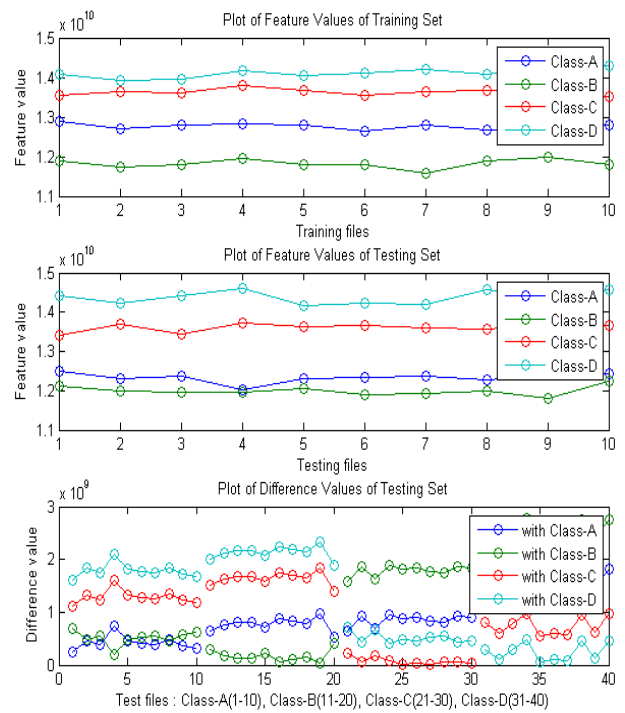 Plot of Feature Values of Training Set
x 10^10
1.5
1.4
1.3
1.2
1.1
Feature value
Class-A
Class-B
Class-C
Class-D
1 2 3 4 5 6 7 8 9 10
Training files
Plot of Feature Values of Testing Set
x 10^10
1.5
1.4
1.3
1.2
1.1
Feature value
Class-A
Class-B
Class-C
Class-D
1 2 3 4 5 6 7 8 9 10
Testing files
Plot of Difference Values of Testing Set
x 10^9
3
2
1
0
Difference value
with Class-A
with Class-B
with Class-C
with Class-D
0 5 10 15 20 25 30 35 40
Test files : Class-A(1-10), Class-B(11-20), Class-C(21-30), Class-D(31-40)